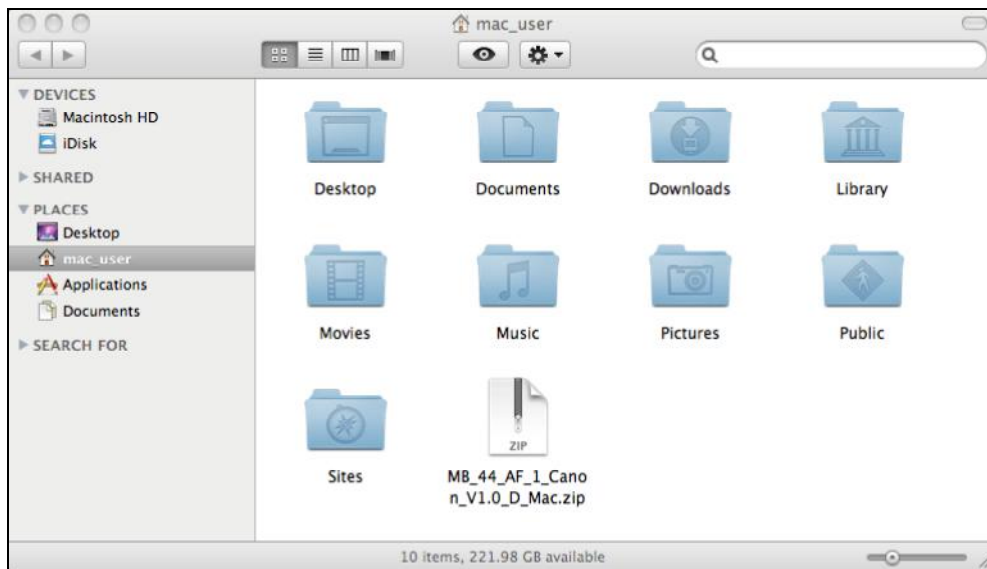 mac_user
DEVICES
Macintosh HD
iDisk
SHARED
PLACES
Desktop
mac_user
Applications
Documents
SEARCH FOR
Desktop
Documents
Downloads
Library
Movies
Music
Pictures
Public
Sites
ZIP
MB_44_AF_1_Cano
n_V1.0_D_Mac.zip
10 items, 221.98 GB available